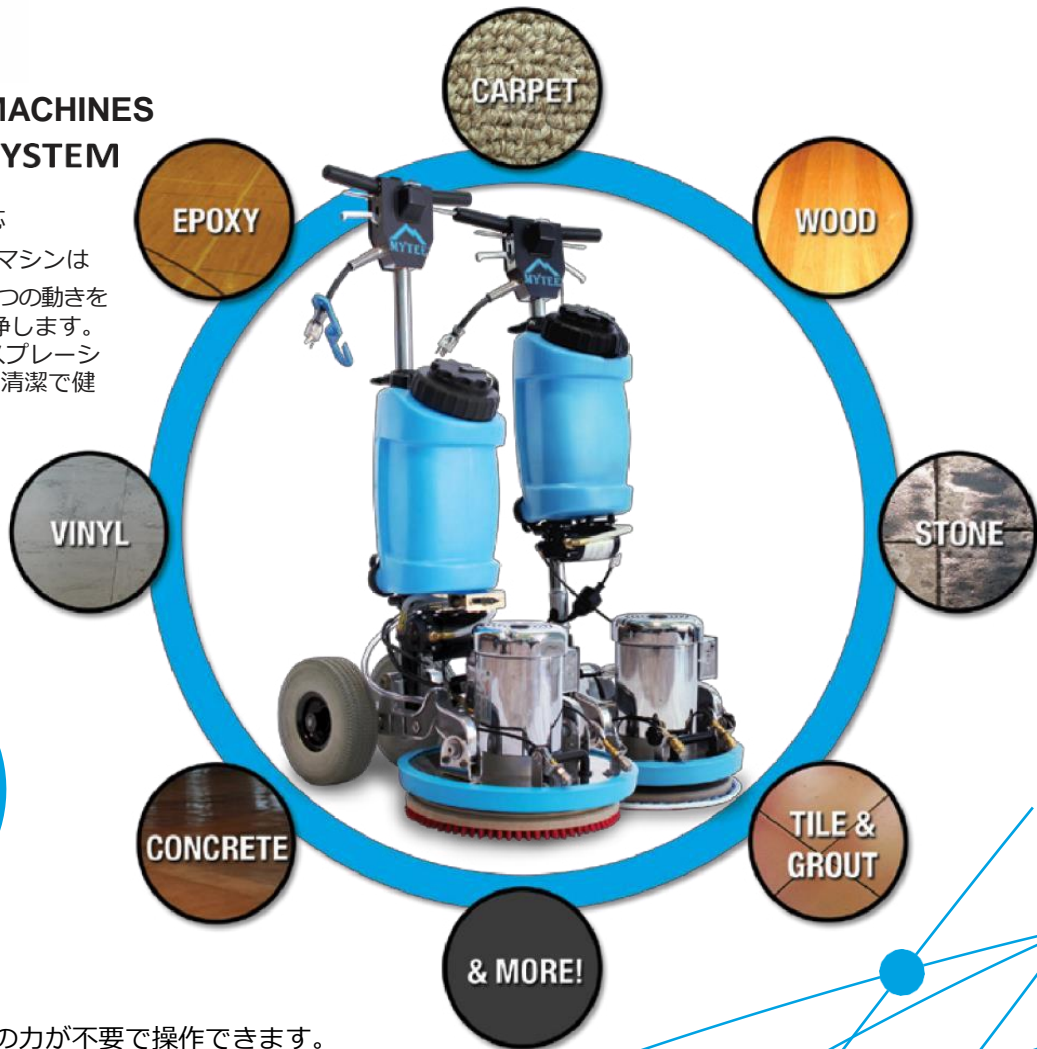 MACHINES
YSTEM
マシンは
つの動きを
浄します。
スプレーシ
清潔で健
CARPET
EPOXY
WOOD
MYTEE
MYTEE
VINYL
STONE
CONCRETE
TILE &
GROUT
& MORE!
の力が不要で操作できます。